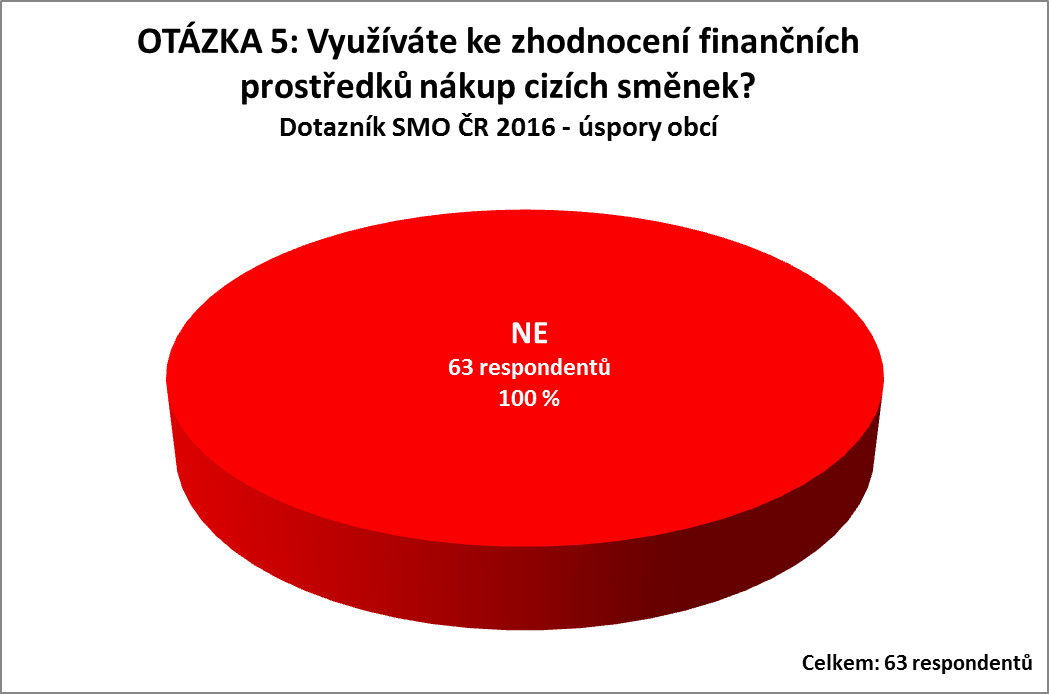 OTÁZKA 5: Využíváte ke zhodnocení finančních
prostředků nákup cizích směnek?
Dotazník SMO ČR 2016 - úspory obcí
NE
63 respondentů
100 %
Celkem: 63 respondentů